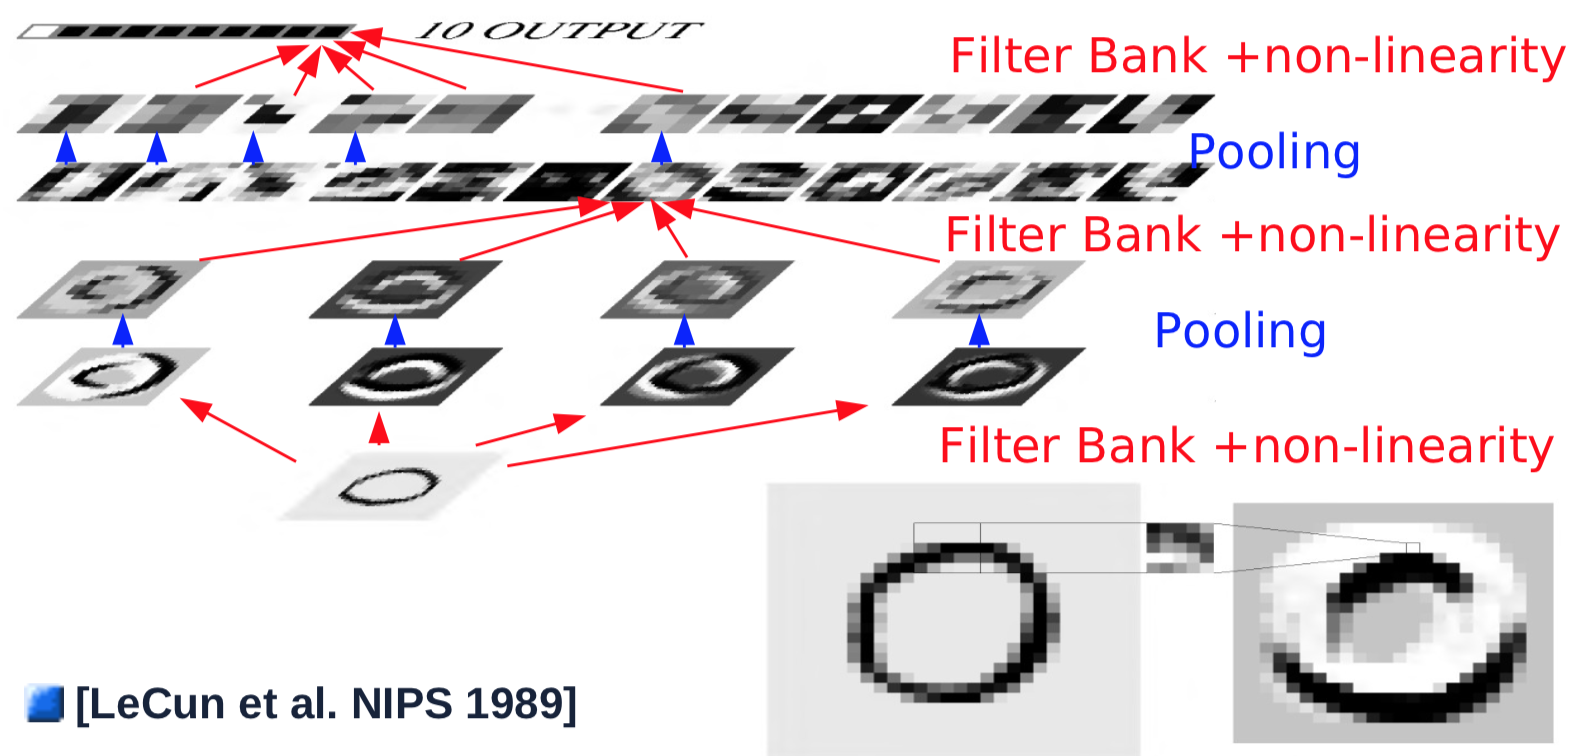 10 OUTPUT
Filter Bank +non-linearity
Pooling
Filter Bank +non-linearity
Pooling
Filter Bank +non-linearity
[LeCun et al. NIPS 1989]